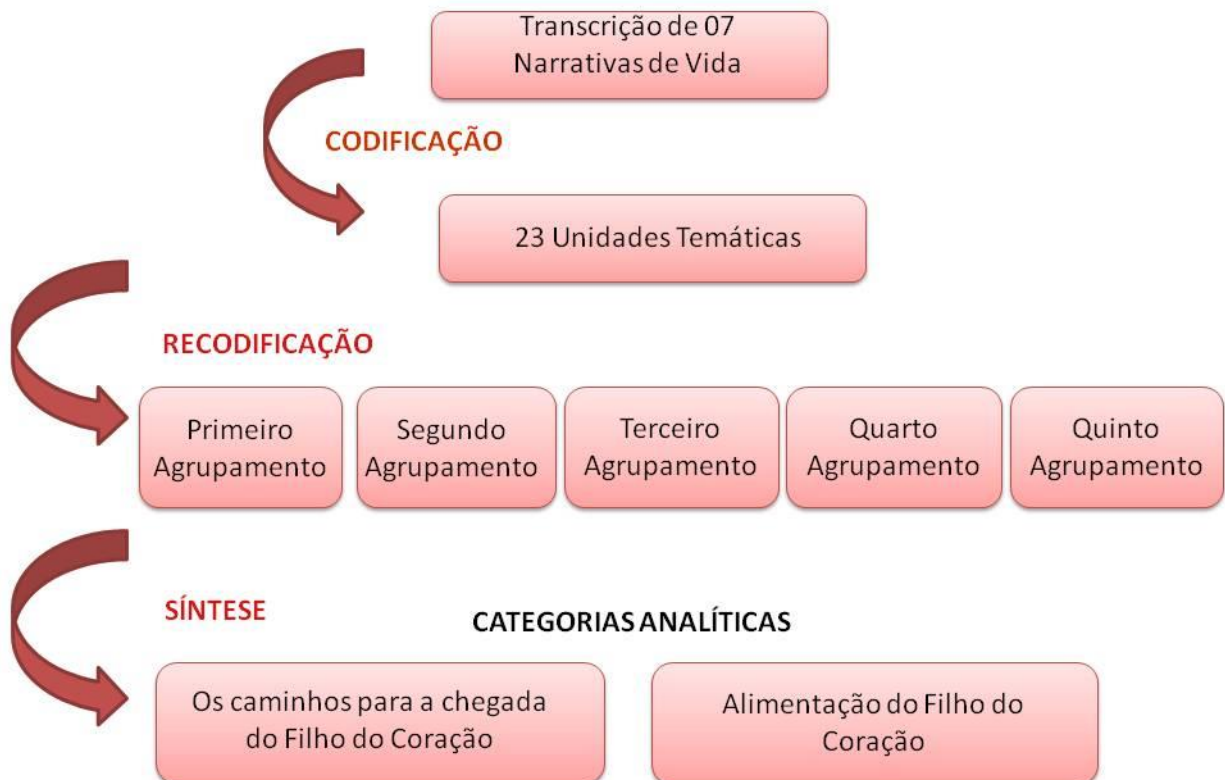 Transcrição de 07
Narrativas de Vida
CODIFICAÇÃO
23 Unidades Temáticas
RECODIFICAÇÃO
Primeiro
Agrupamento
Segundo
Agrupamento
Terceiro
Agrupamento
Quarto
Agrupamento
Quinto
Agrupamento
SÍNTESE
CATEGORIAS ANALÍTICAS
Os caminhos para a chegada
do Filho do Coração
Alimentação do Filho do
Coração